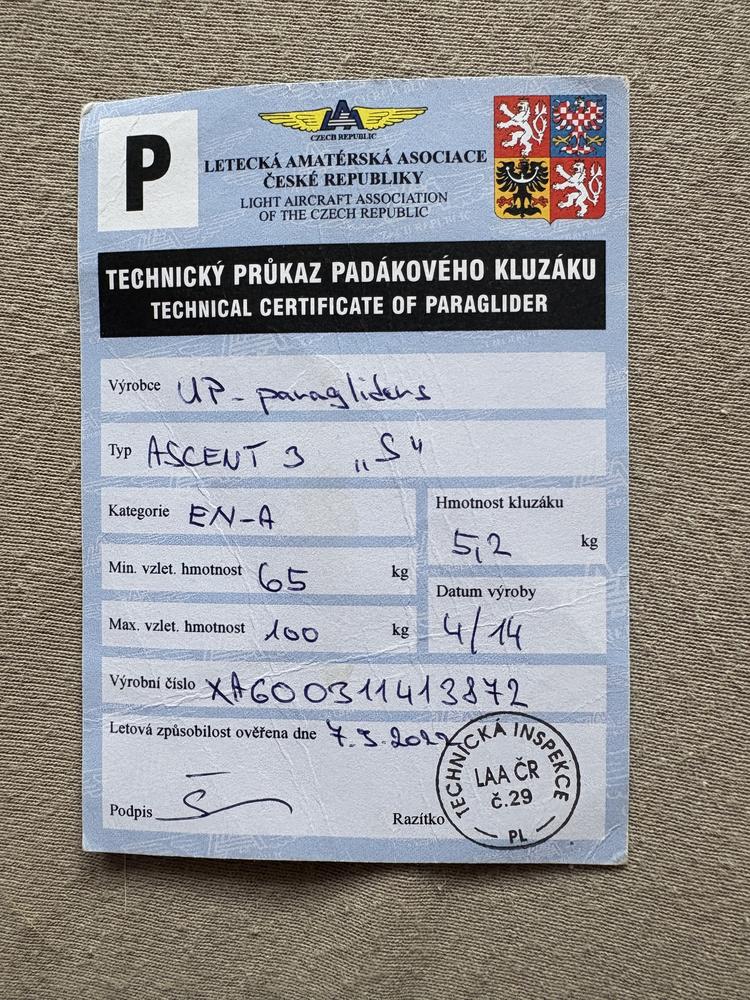 P
CZECH REPUBLIC
LETECKÁ AMATÉRSKÁ ASOCIACE
ČESKÉ REPUBLIKY
LIGHT AIRCRAFT ASSOCIATION
OF THE CZECH REPUBLIC
TECHNICKÝ PRŮKAZ PADÁKOVÉHO KLUZÁKU
TECHNICAL CERTIFICATE OF PARAGLIDER
Výrobce UP-paragliders
Typ ASCENT 3 „S"
Kategorie EN-A
Hmotnost kluzáku
5,2 kg
Min. vzlet. hmotnost 65 kg
Datum výroby
4/14
Max. vzlet. hmotnost 100 kg
Výrobní číslo XAG00311413872
Letová způsobilost ověřena dne
Podpis
Razítko
TECHNICKÁ INSPEKCE
LAA ČR
č.29
PL